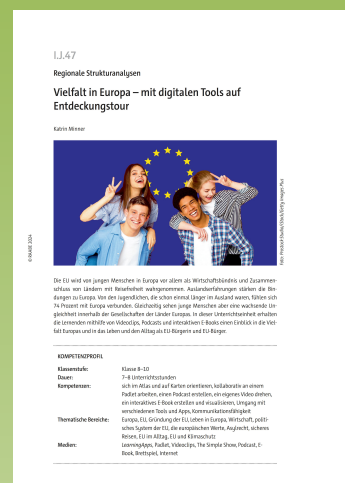 I.J.47
Regionale Strukturanalysen
Vielfalt in Europa – mit digitalen Tools auf
Entdeckungstour
Katrin Minner
© RAABE 2024
Foto: Prostock-Studio/iStock/Getty Images Plus
Die EU wird von jungen Menschen in Europa vor allem als Wirtschaftsbündnis und Zusammen-
schluss von Ländern mit Reisefreiheit wahrgenommen. Auslandserfahrungen stärken die Bin-
dungen zu Europa. Von den Jugendlichen, die schon einmal länger im Ausland waren, fühlen sich
74 Prozent mit Europa verbunden. Gleichzeitig sehen junge Menschen aber eine wachsende Un-
gleichheit innerhalb der Gesellschaften der Länder Europas. In dieser Unterrichtseinheit erhalten
die Lernenden mithilfe von Videoclips, Podcasts und interaktiven E-Books einen Einblick in die Viel-
falt Europas und in das Leben und den Alltag als EU-Bürgerin und EU-Bürger.
KOMPETENZPROFIL
Klassenstufe: Klasse 8–10
Dauer: 7–8 Unterrichtsstunden
Kompetenzen: sich im Atlas und auf Karten orientieren, kollaborativ an einem
Padlet arbeiten, einen Podcast erstellen, ein eigenes Video drehen,
ein interaktives E-Book erstellen und visualisieren, Umgang mit
verschiedenen Tools und Apps, Kommunikationsfähigkeit
Thematische Bereiche: Europa, EU, Gründung der EU, Leben in Europa, Wirtschaft, politi-
sches System der EU, die europäischen Werte, Asylrecht, sicheres
Reisen, EU im Alltag, EU und Klimaschutz
Medien: LearningApps, Padlet, Videoclips, The Simple Show, Podcast, E-
Book, Brettspiel, Internet